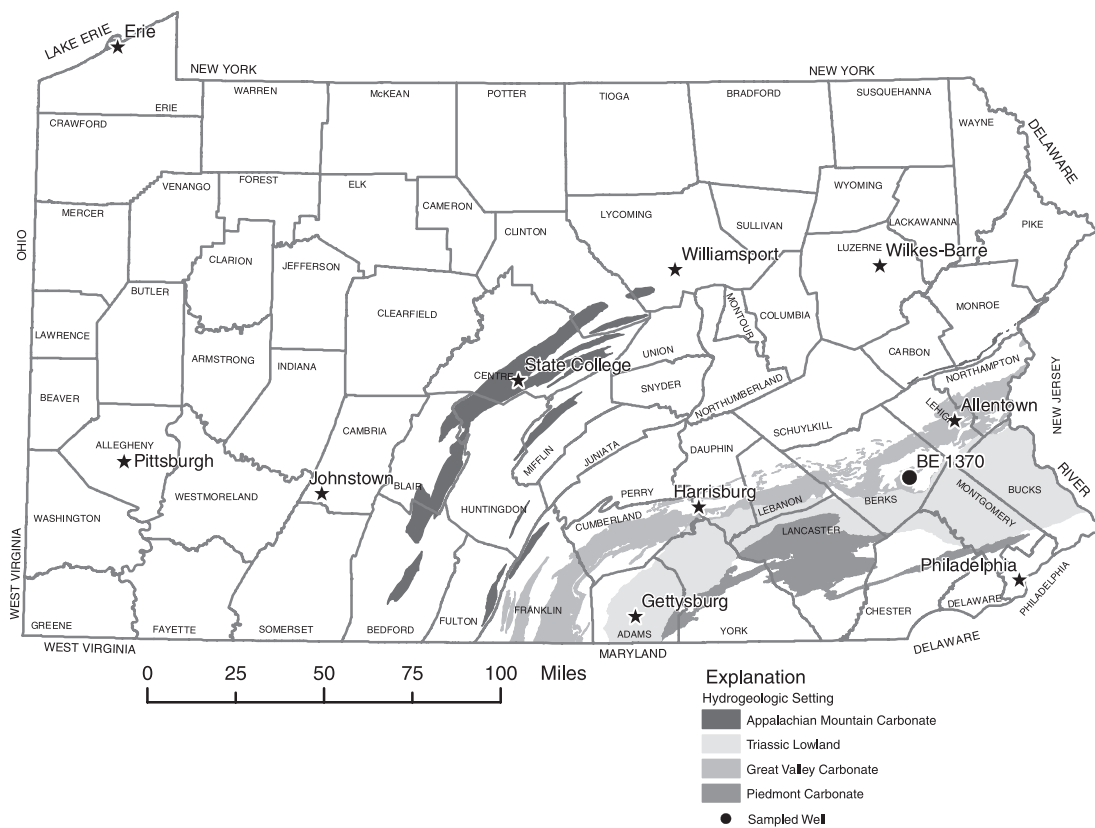 LAKE ERIE
Erie
NEW YORK
NEW YORK
WARREN
McKEAN
POTTER
TIOGA
BRADFORD
SUSQUEHANNA
ERIE
CRAWFORD
WAYNE
DELAWARE
VENANGO
FOREST
ELK
WYOMING
CAMERON
MERCER
LYCOMING
SULLIVAN
LACKAWANNA
PIKE
CLINTON
OHIO
CLARION
JEFFERSON
Williamsport
LUZERNE
Wilkes-Barre
BUTLER
CLEARFIELD
MONTOUR
COLUMBIA
MONROE
LAWRENCE
ARMSTRONG
INDIANA
UNION
CARBON
CENTRE
State College
NORTHAMPTON
SNYDER
NORTHUMBERLAND
BEAVER
LEHIGH
Allentown
NEW JERSEY
CAMBRIA
SCHUYLKILL
ALLEGHENY
Pittsburgh
MIFFLIN
JUNIATA
DAUPHIN
BE 1370
WESTMORELAND
Johnstown
BLAIR
PERRY
Harrisburg
BERKS
BUCKS
RIVER
WASHINGTON
HUNTINGDON
CUMBERLAND
LEBANON
MONTGOMERY
LANCASTER
WEST VIRGINIA
Philadelphia
PHILADELPHIA
Gettysburg
FRANKLIN
CHESTER
DELAWARE
GREENE
FAYETTE
SOMERSET
BEDFORD
FULTON
ADAMS
YORK
WEST VIRGINIA
MARYLAND
DELAWARE
0 25 50 75 100 Miles
Explanation
Hydrogeologic Setting
Appalachian Mountain Carbonate
Triassic Lowland
Great Valley Carbonate
Piedmont Carbonate
Sampled Well